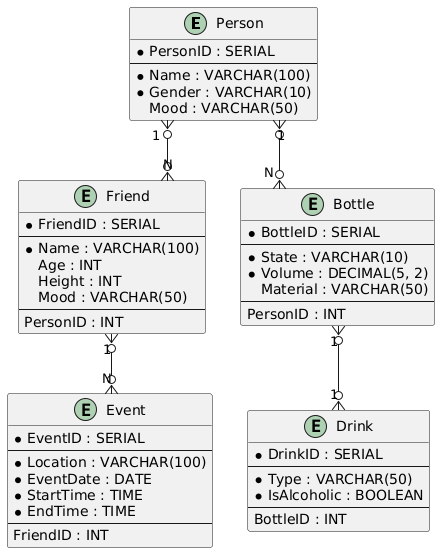 E Person
* PersonID : SERIAL
* Name : VARCHAR(100)
* Gender : VARCHAR(10)
Mood : VARCHAR(50)
1
1
N
N
E Friend
* FriendID : SERIAL
* Name : VARCHAR(100)
Age : INT
Height : INT
Mood : VARCHAR(50)
PersonID : INT
E Bottle
* BottleID : SERIAL
* State : VARCHAR(10)
* Volume : DECIMAL(5, 2)
Material : VARCHAR(50)
PersonID : INT
1
N
1
1
E Event
* EventID : SERIAL
* Location : VARCHAR(100)
* EventDate : DATE
* StartTime : TIME
* EndTime : TIME
FriendID : INT
E Drink
* DrinkID : SERIAL
* Type : VARCHAR(50)
* IsAlcoholic : BOOLEAN
BottleID : INT